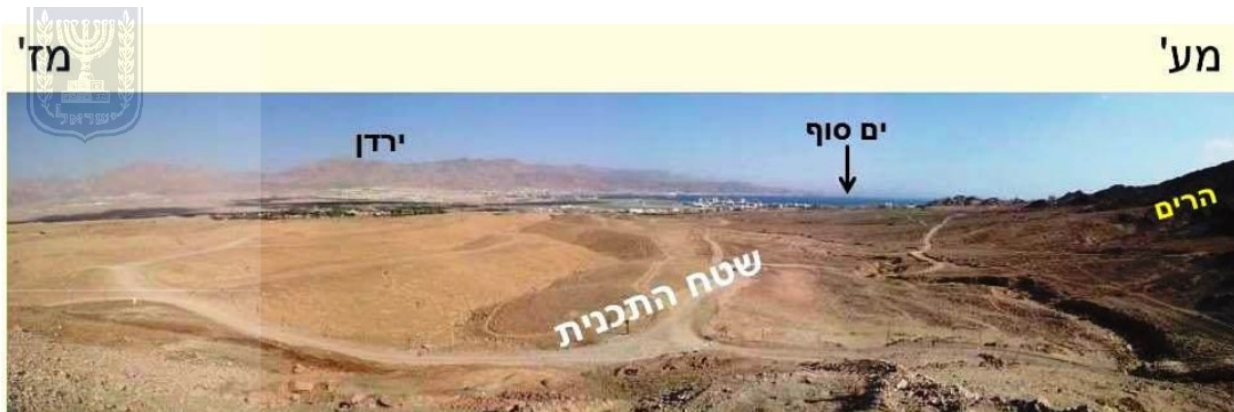 מע'
מז'
ים סוף
ירדן
הרים
שטח התכנית
ישראל